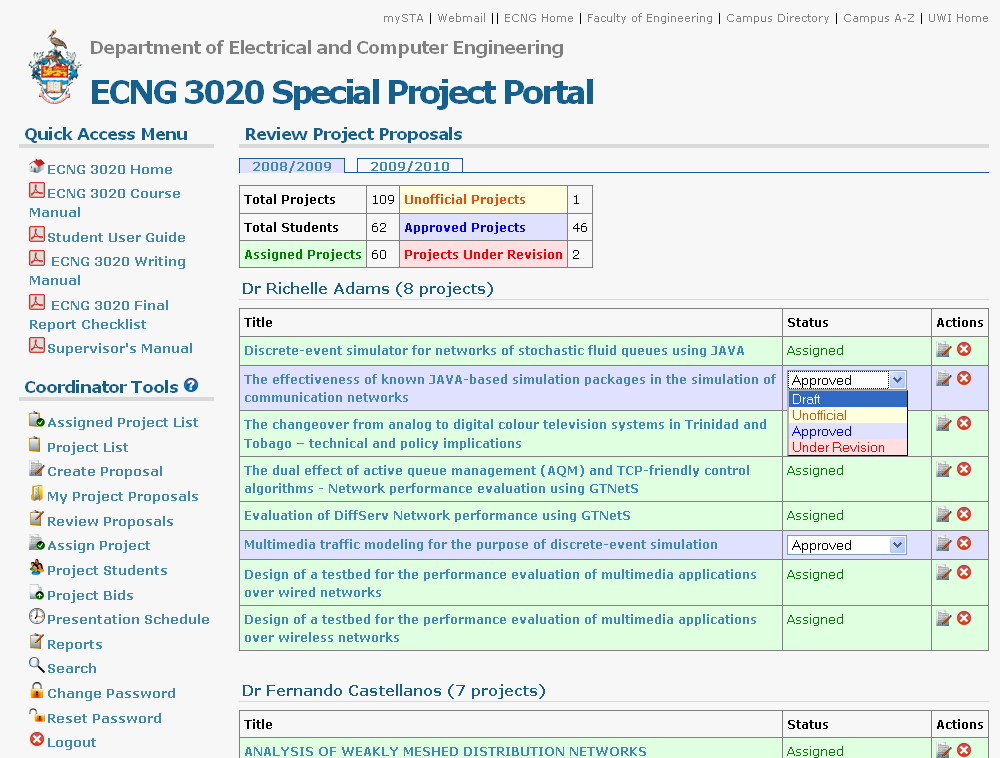 mySTA | Webmail || ECNG Home | Faculty of Engineering | Campus Directory | Campus A-Z | UWI Home
Department of Electrical and Computer Engineering
ECNG 3020 Special Project Portal
Quick Access Menu
ECNG 3020 Home
ECNG 3020 Course
Manual
Student User Guide
ECNG 3020 Writing
Manual
ECNG 3020 Final
Report Checklist
Supervisor's Manual
Coordinator Tools ?
Assigned Project List
Project List
Create Proposal
My Project Proposals
Review Proposals
Assign Project
Project Students
Project Bids
Presentation Schedule
Reports
Search
Change Password
Reset Password
Logout
Review Project Proposals
2008/2009 2009/2010
Total Projects 109 Unofficial Projects 1
Total Students 62 Approved Projects 46
Assigned Projects 60 Projects Under Revision 2
Dr Richelle Adams (8 projects)
Title Status Actions
Discrete-event simulator for networks of stochastic fluid queues using JAVA Assigned
The effectiveness of known JAVA-based simulation packages in the simulation of Approved
communication networks
Draft
Unofficial
Approved
Under Revision
The changeover from analog to digital colour television systems in Trinidad and
Tobago – technical and policy implications
The dual effect of active queue management (AQM) and TCP-friendly control Assigned
algorithms - Network performance evaluation using GTNetS
Evaluation of DiffServ Network performance using GTNetS Assigned
Multimedia traffic modeling for the purpose of discrete-event simulation Approved
Design of a testbed for the performance evaluation of multimedia applications Assigned
over wired networks
Design of a testbed for the performance evaluation of multimedia applications Assigned
over wireless networks
Dr Fernando Castellanos (7 projects)
Title Status Actions
ANALYSIS OF WEAKLY MESHED DISTRIBUTION NETWORKS Assigned